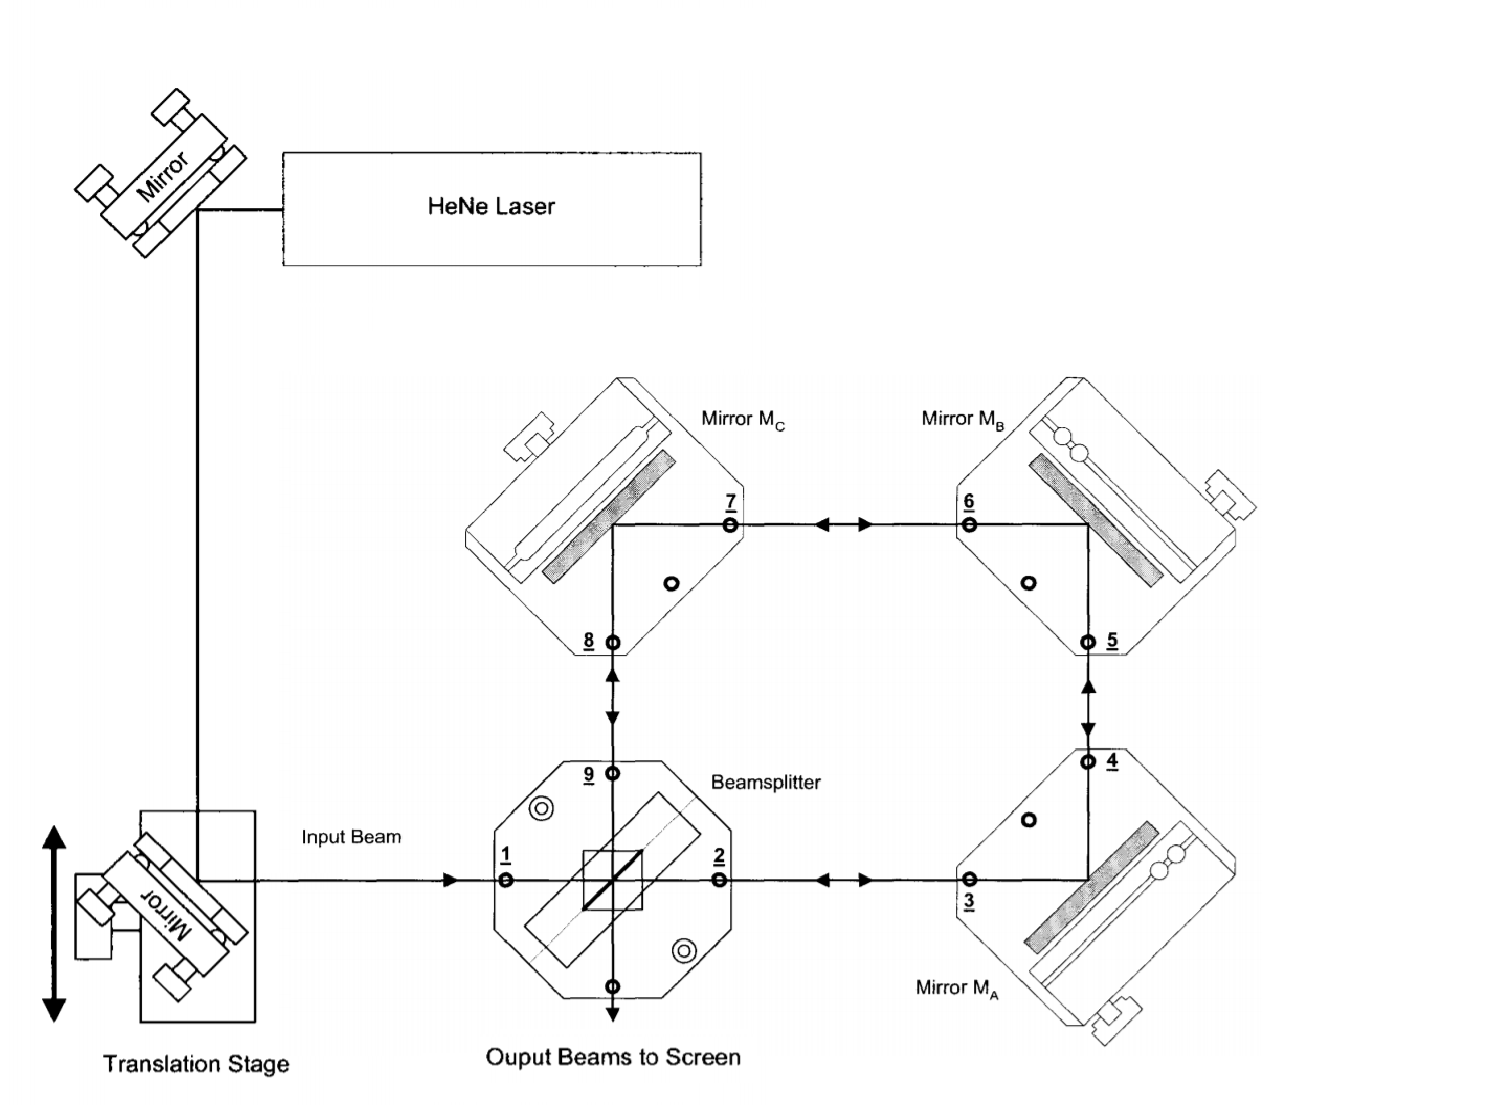 Mirror
HeNe Laser
Mirror M_C
Mirror M_B
7
6
8
5
9
4
Beamsplitter
Input Beam
1
2
3
Mirror
Mirror M_A
Translation Stage
Ouput Beams to Screen